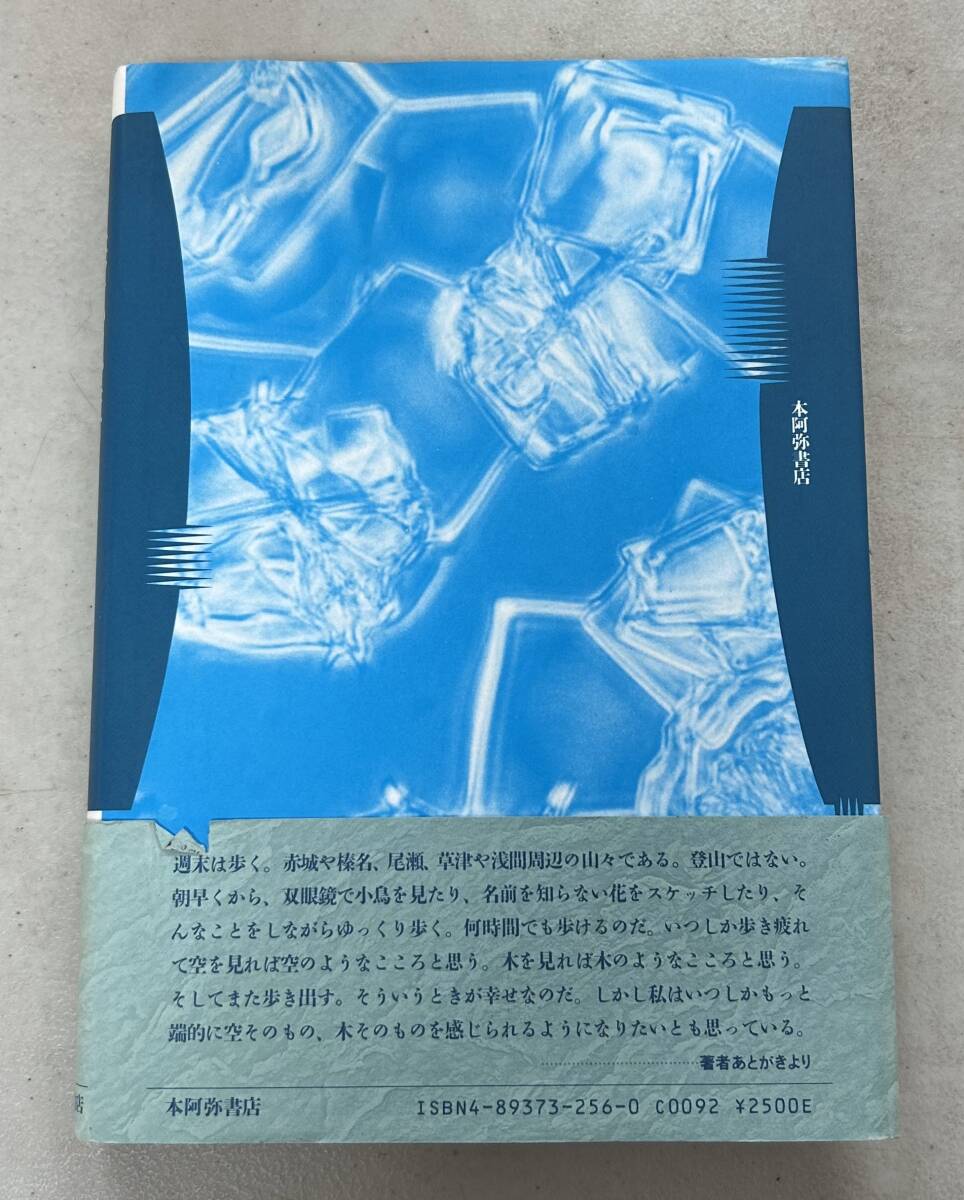 本阿弥書店
週末は歩く。赤城や榛名、尾瀬、草津や浅間周辺の山々である。登山ではない。
朝早くから、双眼鏡で小鳥を見たり、名前を知らない花をスケッチしたり、そ
んなことをしながらゆっくり歩く。何時間でも歩けるのだ。いつしか歩き疲れ
て空を見れば空のようなこころと思う。木を見れば木のようなこころと思う。
そしてまた歩き出す。そういうときが幸せなのだ。しかし私はいつしかもっと
端的に空そのもの、木そのものを感じられるようになりたいとも思っている。
……………………………著者あとがきより
店
本阿弥書店
ISBN4-89373-256-0 C0092 ¥2500E